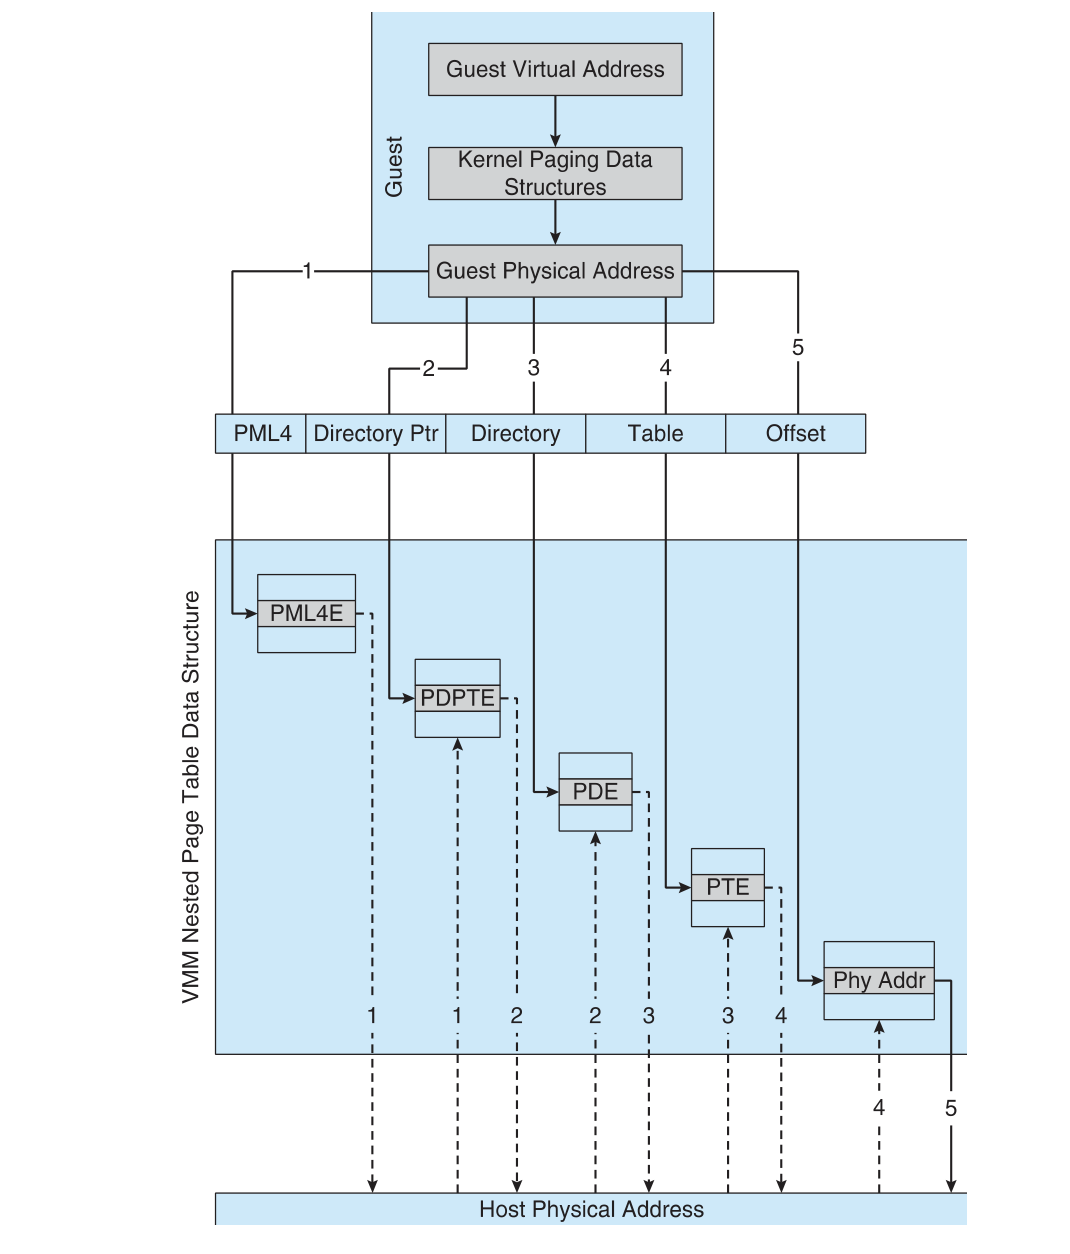 Guest Virtual Address
Guest
Kernel Paging Data
Structures
Guest Physical Address
1
2
3
4
5
PML4
Directory Ptr
Directory
Table
Offset
VMM Nested Page Table Data Structure
PML4E
PDPTE
PDE
PTE
Phy Addr
1
1
2
2
3
3
4
4
5
Host Physical Address